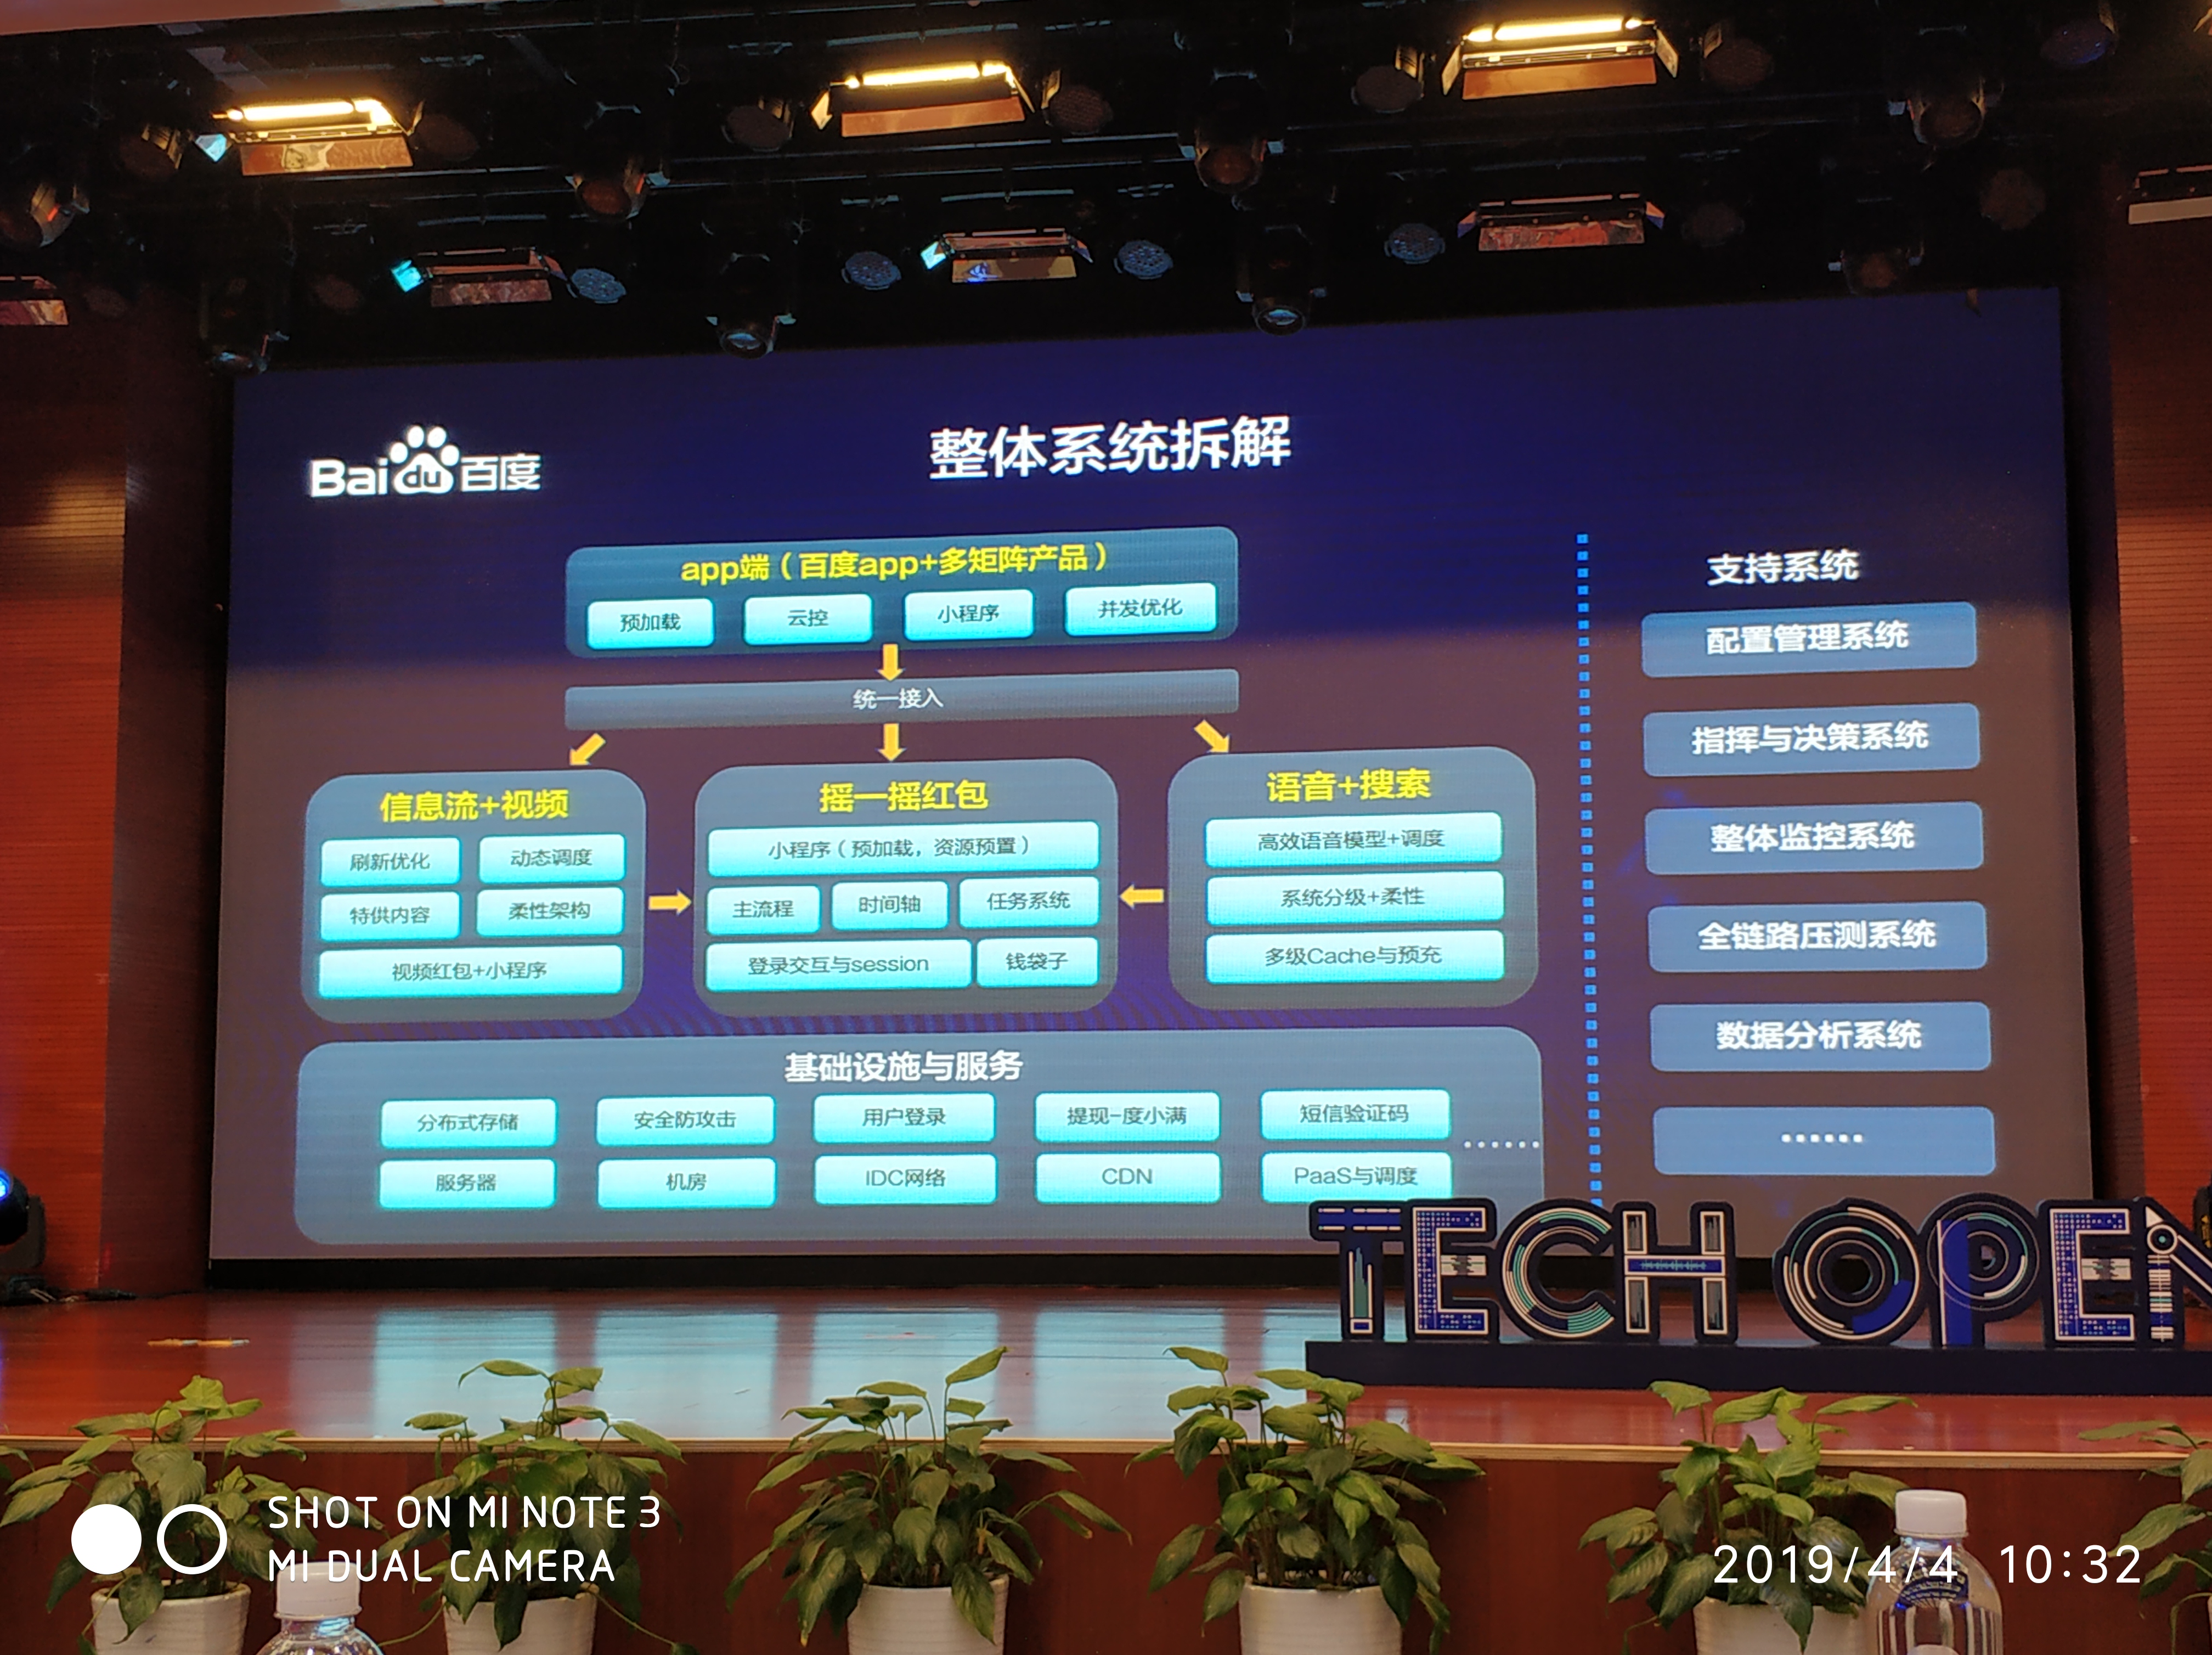 Bai du 百度
整体系统拆解
app端（百度app+多矩阵产品）
预加载 云控 小程序 并发优化
统一接入
信息流+视频
刷新优化 动态调度
特供内容 柔性架构
视频红包+小程序
摇一摇红包
小程序（预加载，资源预置）
主流程 时间轴 任务系统
登录交互与session 钱袋子
语音+搜索
高效语音模型+调度
系统分级+柔性
多级Cache与预充
基础设施与服务
分布式存储 安全防攻击 用户登录 提现-度小满 短信验证码
······
服务器 机房 IDC网络 CDN PaaS与调度
支持系统
配置管理系统
指挥与决策系统
整体监控系统
全链路压测系统
数据分析系统
······
TECH OPEN
SHOT ON MI NOTE 3
MI DUAL CAMERA
2019/4/4 10:32